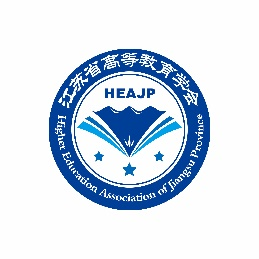 江苏省高等教育学会
HEAJP
Higher Education Association of Jiangsu Province